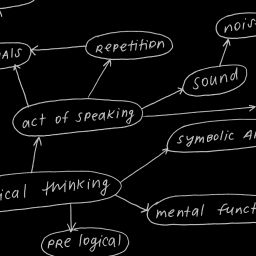 NOIS
REPETITION
ALS
SOUND
act of speaking
SYMBOLIC A
ical thinking
mental funct
PRE logical